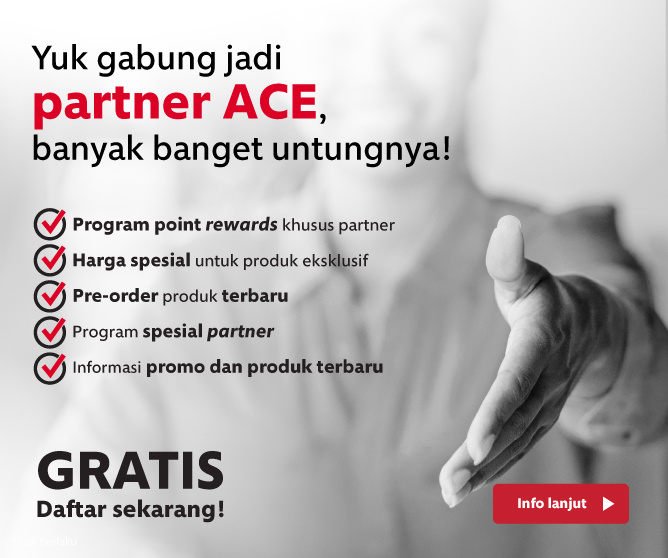 Yuk gabung jadi
partner ACE,
banyak banget untungnya!
Program point rewards khusus partner
Harga spesial untuk produk eksklusif
Pre-order produk terbaru
Program spesial partner
Informasi promo dan produk terbaru
GRATIS
Daftar sekarang!
Info lanjut